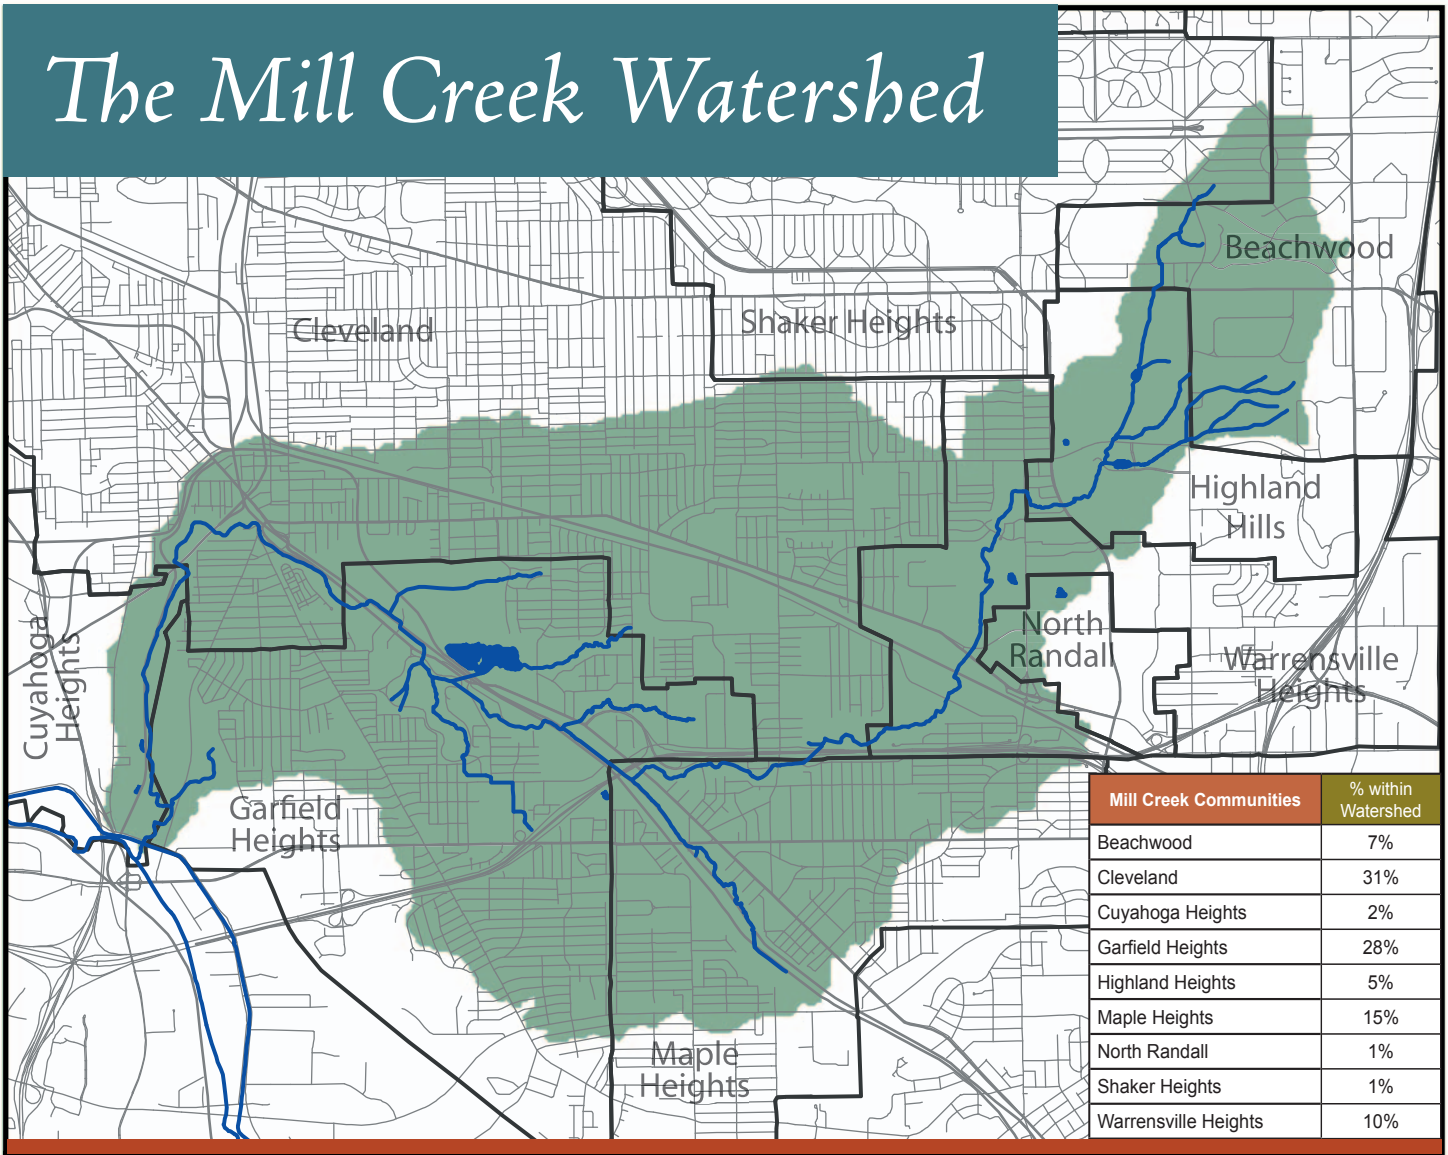 The Mill Creek Watershed
Beachwood
Cleveland
Shaker Heights
Highland
Hills
North
Randall
Warrensville
Heights
Cuyahoga
Heights
Garfield
Heights
Maple
Heights
Mill Creek Communities
% within
Watershed
Beachwood 7%
Cleveland 31%
Cuyahoga Heights 2%
Garfield Heights 28%
Highland Heights 5%
Maple Heights 15%
North Randall 1%
Shaker Heights 1%
Warrensville Heights 10%